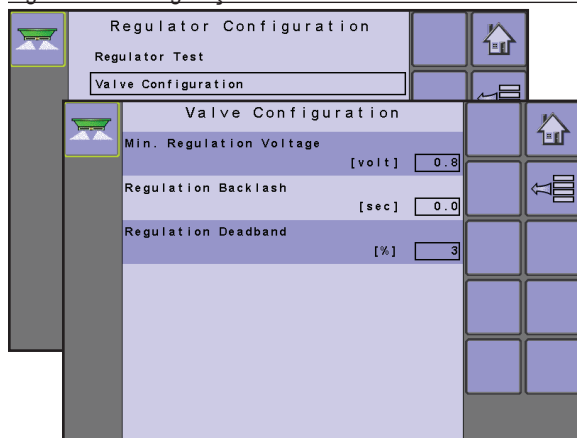 Regulator Configuration
Regulator Test
Valve Configuration
Valve Configuration
Min. Regulation Voltage
[volt] 0.8
Regulation Backlash
[sec] 0.0
Regulation Deadband
[%] 3